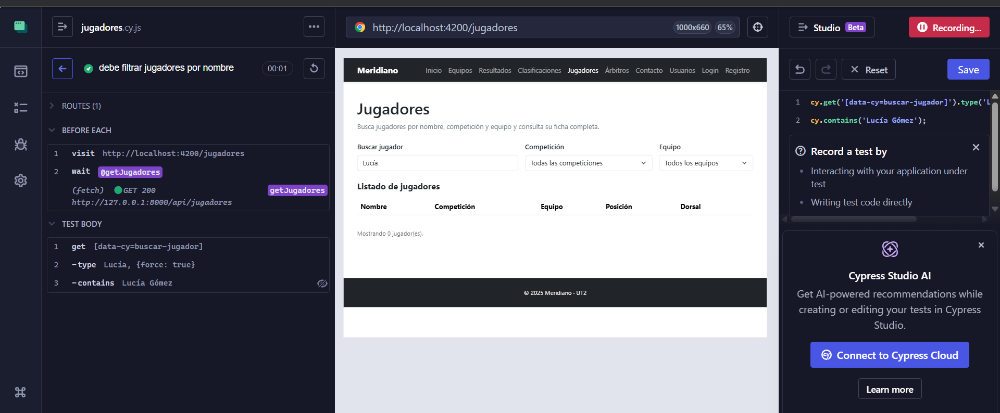 jugadores.cy.js
debe filtrar jugadores por nombre
00:01
ROUTES (1)
BEFORE EACH
1 visit http://localhost:4200/jugadores
2 wait @getJugadores
(fetch) GET 200 getJugadores
http://127.0.0.1:8000/api/jugadores
TEST BODY
1 get [data-cy=buscar-jugador]
2 -type Lucía, {force: true}
3 -contains Lucía Gómez
http://localhost:4200/jugadores
1000x660
65%
Meridiano
Inicio Equipos Resultados Clasificaciones Jugadores Árbitros Contacto Usuarios Login Registro
Jugadores
Busca jugadores por nombre, competición y equipo y consulta su ficha completa.
Buscar jugador Competición Equipo
Lucía Todas las competiciones Todos los equipos
Listado de jugadores
Nombre Competición Equipo Posición Dorsal
Mostrando 0 jugador(es).
© 2025 Meridiano · UT2
Studio Beta
Recording...
Reset
Save
1 cy.get('[data-cy=buscar-jugador]').type('L
2 cy.contains('Lucía Gómez');
Record a test by
• Interacting with your application under
test
• Writing test code directly
Cypress Studio AI
Get AI-powered recommendations while
creating or editing your tests in Cypress
Studio.
cy Connect to Cypress Cloud
Learn more